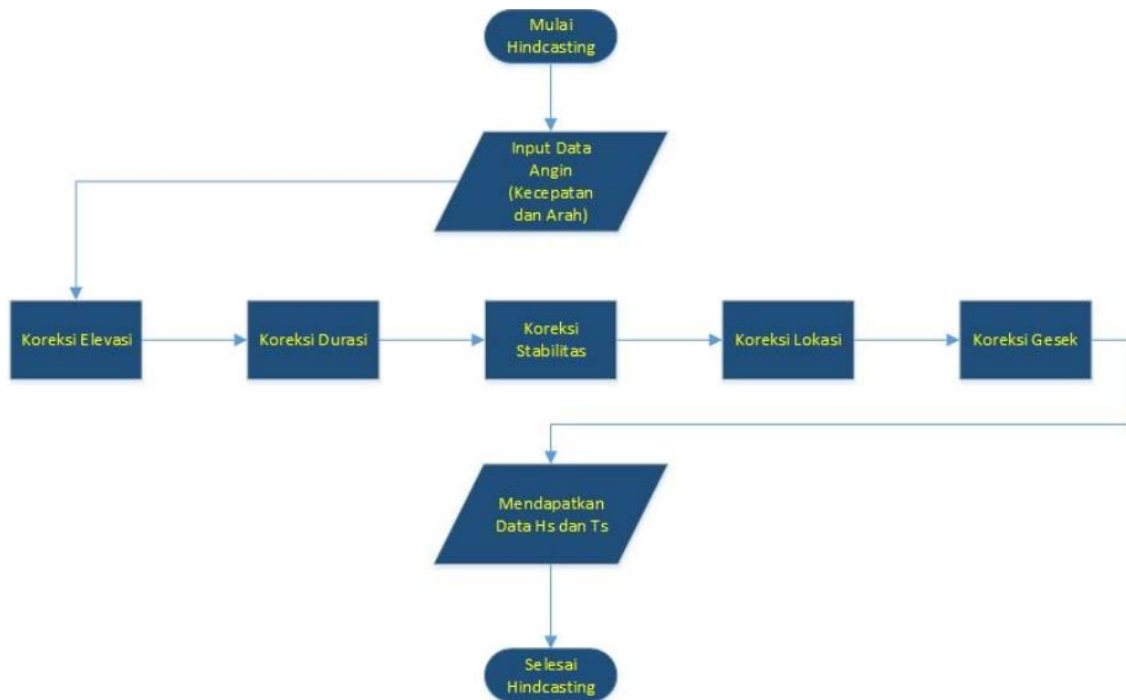 Mulai
Hindcasting
Input Data
Angin
(Kecepatan
dan Arah)
Koreksi Elevasi
Koreksi Durasi
Koreksi
Stabilitas
Koreksi Lokasi
Koreksi Gesek
Mendapatkan
Data Hs dan Ts
Selesai
Hindcasting